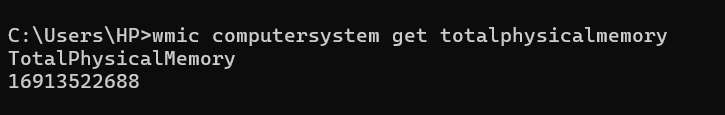 C:\Users\HP>wmic computersystem get totalphysicalmemory
TotalPhysicalMemory
16913522688